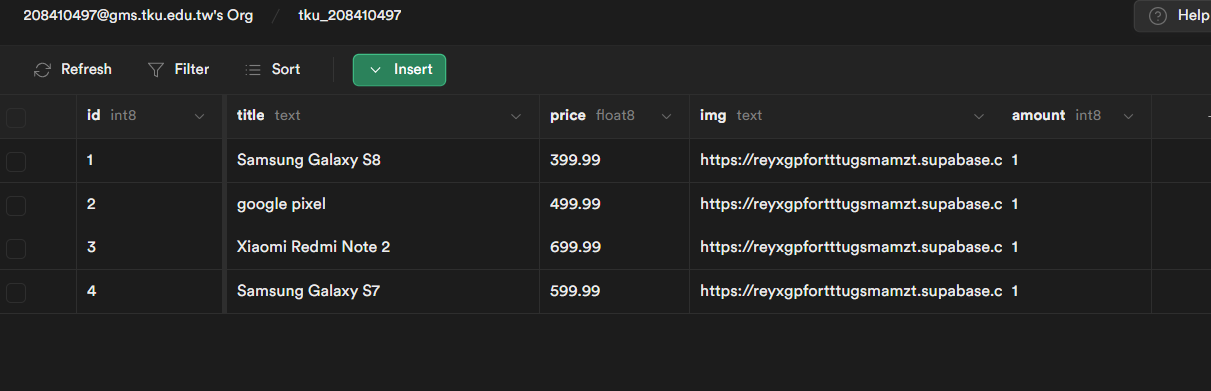 208410497@gms.tku.edu.tw's Org / tku_208410497 Help
Refresh Filter Sort Insert
id int8 title text price float8 img text amount int8
1 Samsung Galaxy S8 399.99 https://reyxgpfortttugsmamzt.supabase.c 1
2 google pixel 499.99 https://reyxgpfortttugsmamzt.supabase.c 1
3 Xiaomi Redmi Note 2 699.99 https://reyxgpfortttugsmamzt.supabase.c 1
4 Samsung Galaxy S7 599.99 https://reyxgpfortttugsmamzt.supabase.c 1